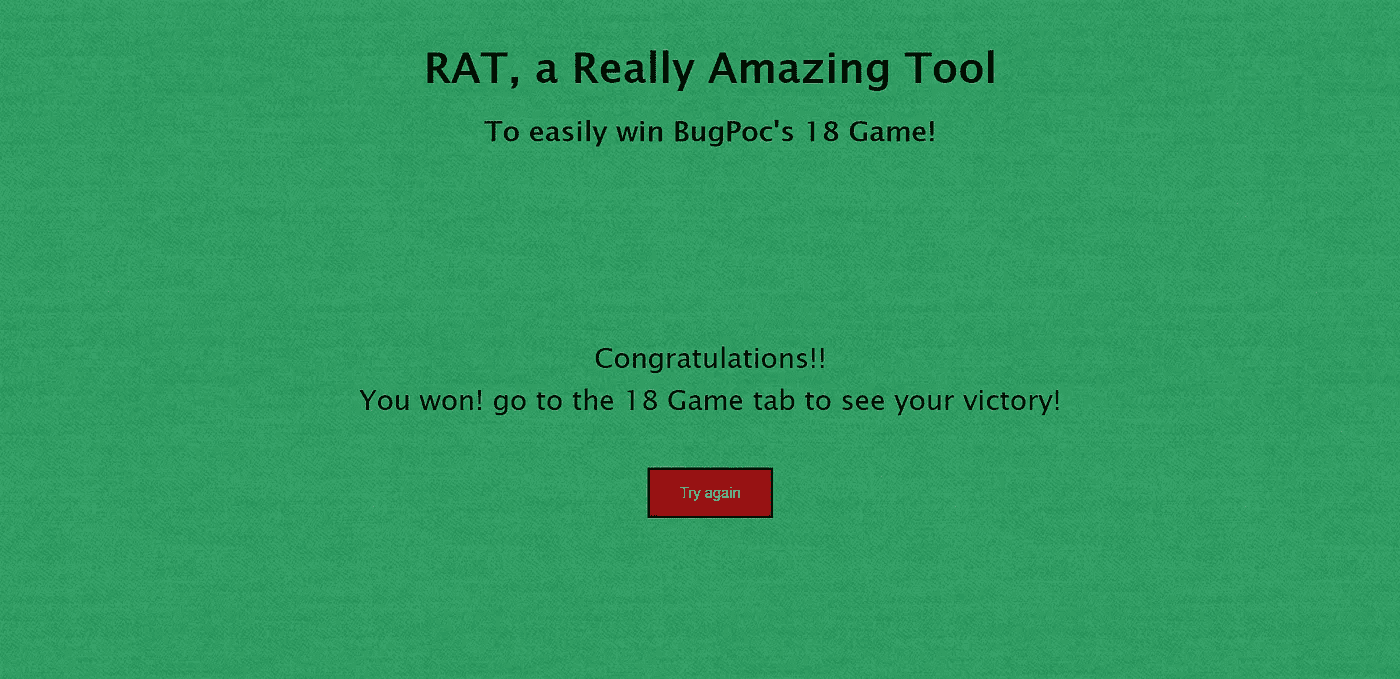 RAT, a Really Amazing Tool
To easily win BugPoc's 18 Game!
Congratulations!!
You won! go to the 18 Game tab to see your victory!
Try again